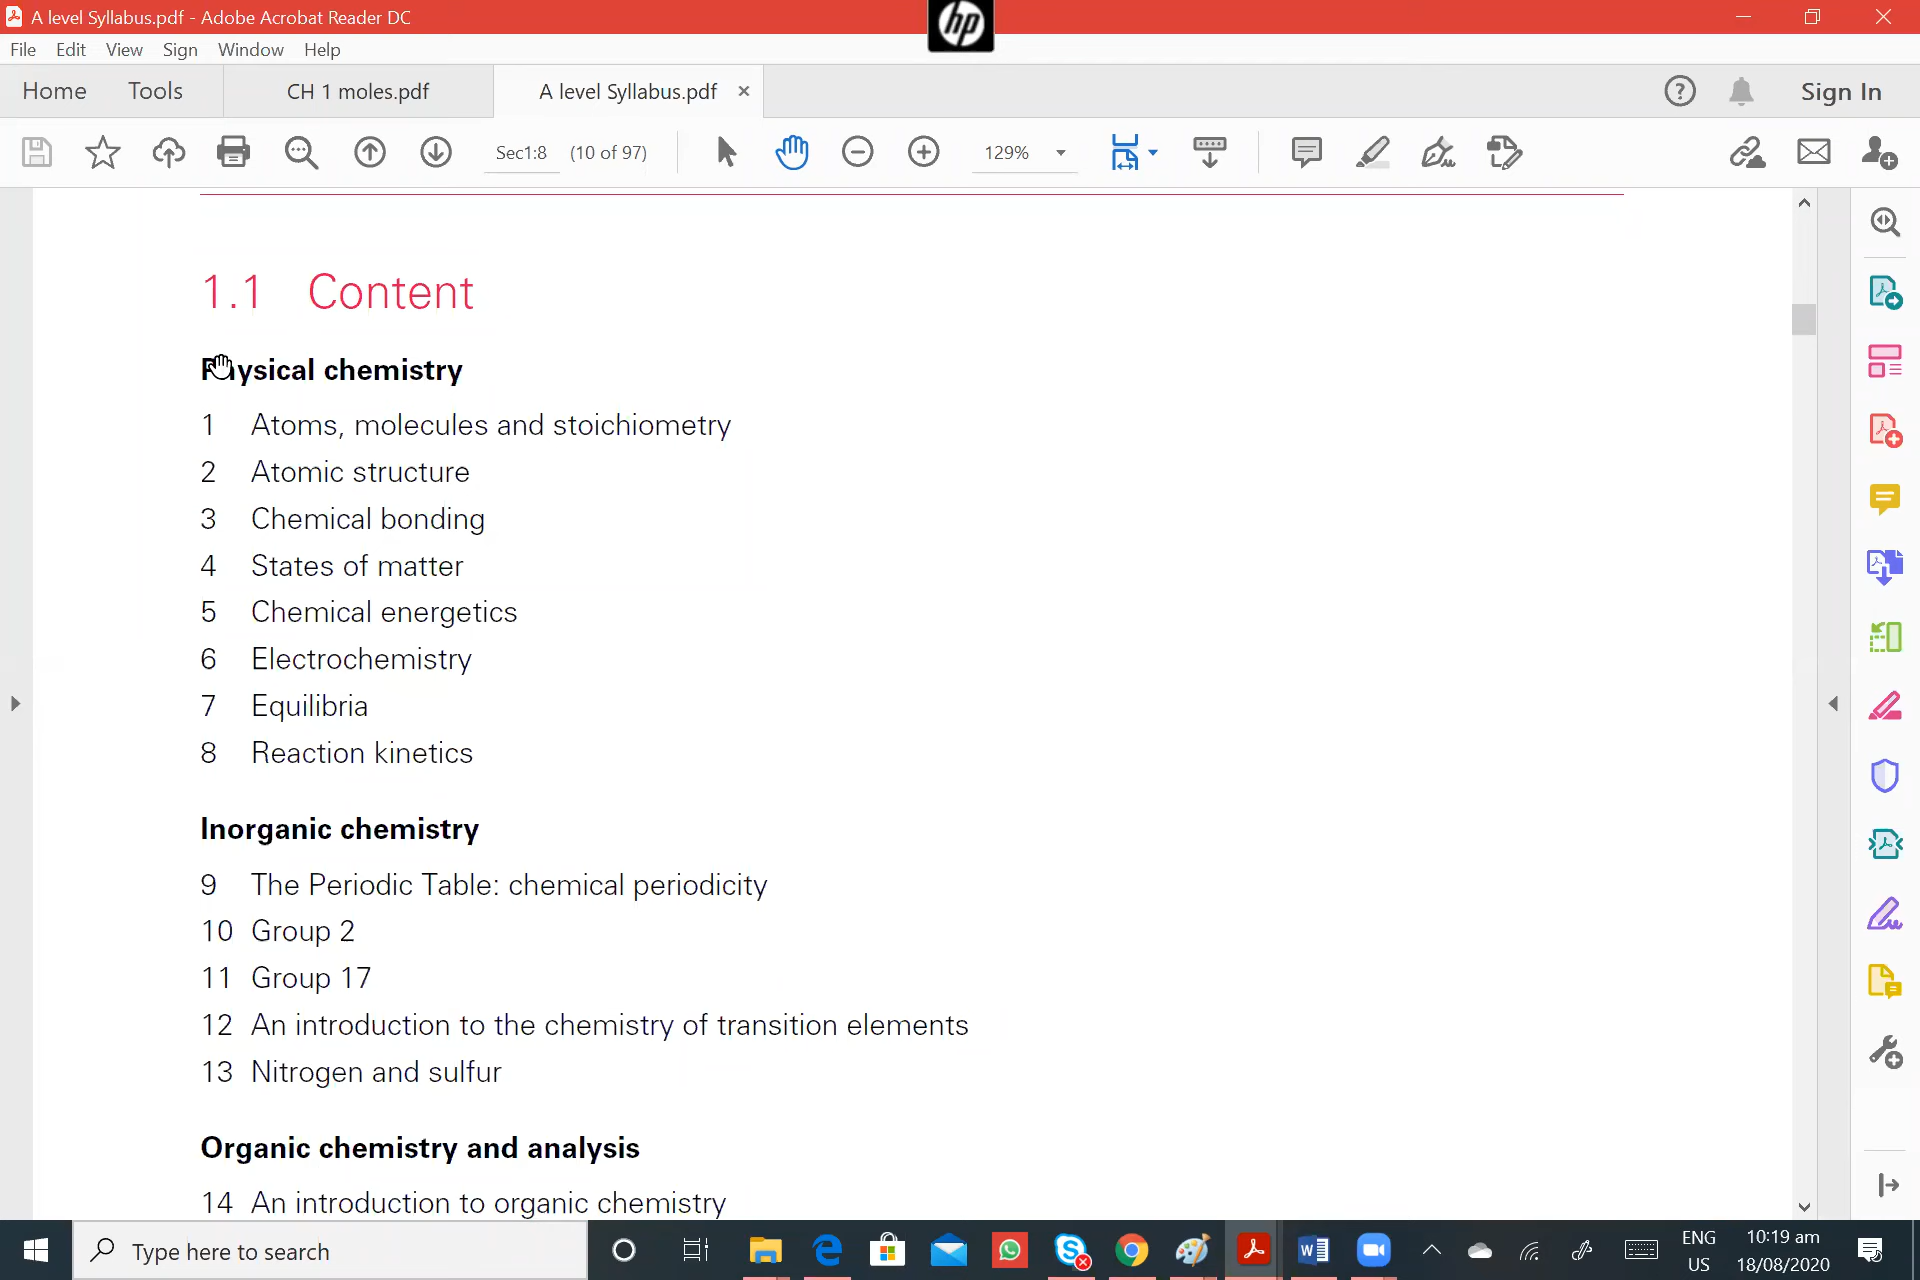 A level Syllabus.pdf - Adobe Acrobat Reader DC
hp
File Edit View Sign Window Help
Home Tools CH 1 moles.pdf A level Syllabus.pdf × Sign In
Sec1:8 (10 of 97) 129%
1.1 Content
Physical chemistry
1 Atoms, molecules and stoichiometry
2 Atomic structure
3 Chemical bonding
4 States of matter
5 Chemical energetics
6 Electrochemistry
7 Equilibria
8 Reaction kinetics
Inorganic chemistry
9 The Periodic Table: chemical periodicity
10 Group 2
11 Group 17
12 An introduction to the chemistry of transition elements
13 Nitrogen and sulfur
Organic chemistry and analysis
14 An introduction to organic chemistry
Type here to search
ENG
US
10:19 am
18/08/2020